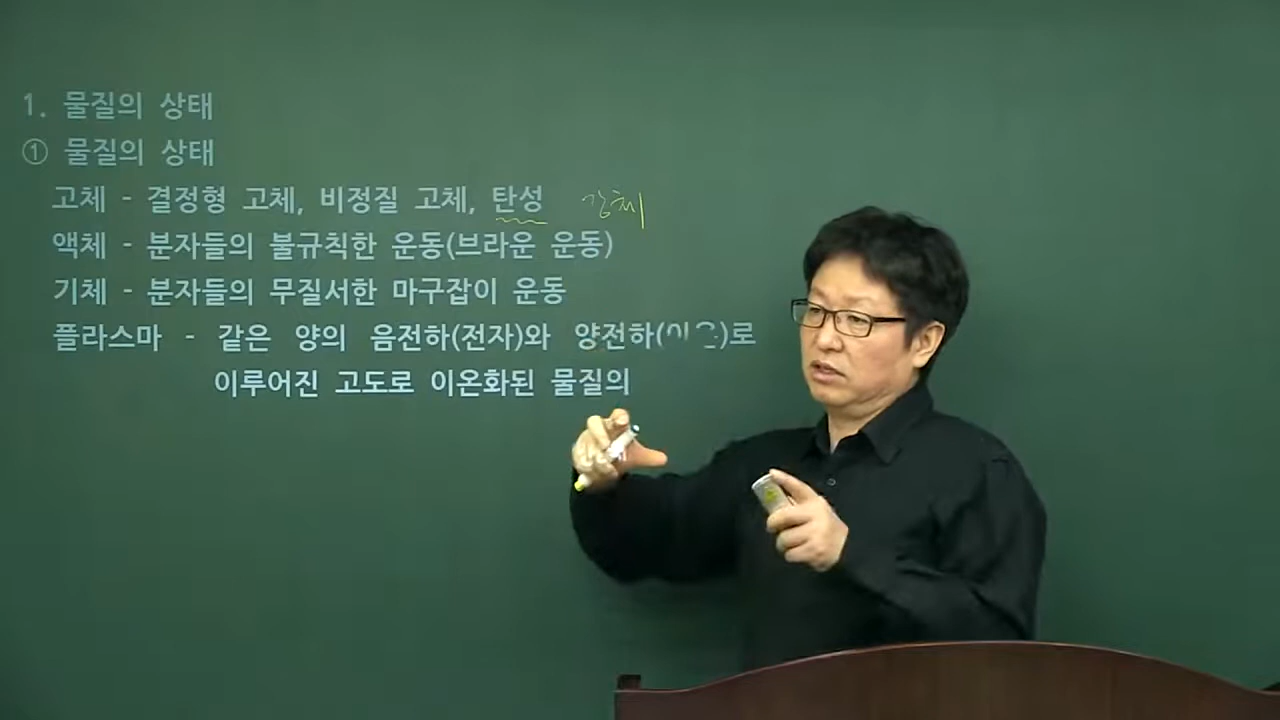 1. 물질의 상태
① 물질의 상태
고체 - 결정형 고체, 비정질 고체, 탄성 강체
액체 - 분자들의 불규칙한 운동(브라운 운동)
기체 - 분자들의 무질서한 마구잡이 운동
플라스마 - 같은 양의 음전하(전자)와 양전하(이온)로
이루어진 고도로 이온화된 물질의